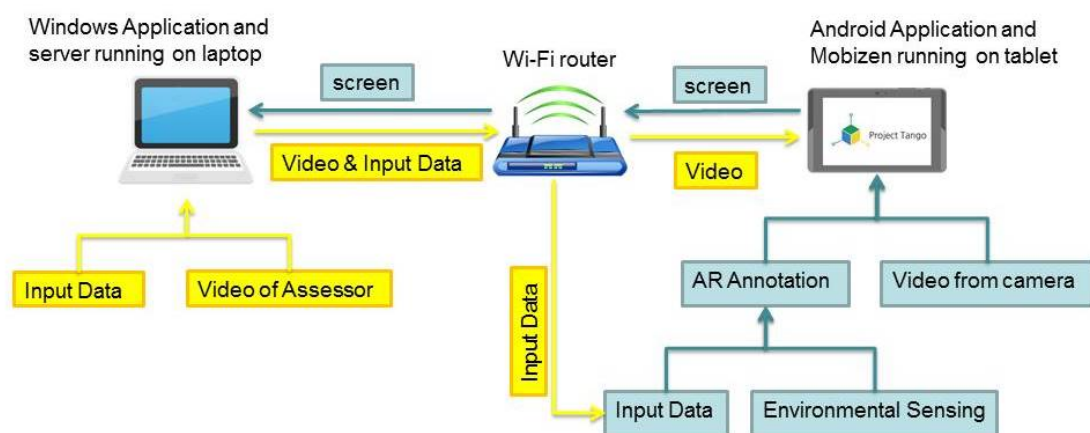 Windows Application and
server running on laptop
Wi-Fi router
Android Application and
Mobizen running on tablet
screen
screen
Project Tango
Video & Input Data
Video
Input Data
Video of Assessor
Input Data
AR Annotation
Video from camera
Input Data
Environmental Sensing